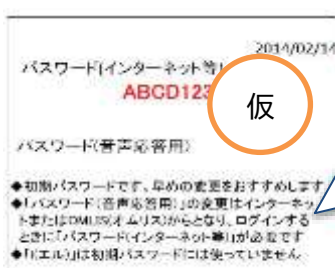 2014/02/14
パスワード(インターネット等)
ABCD123
仮
パスワード(音声応答用)
◆初期パスワードです、早めの変更をおすすめします
◆「パスワード(音声応答用)」の変更はインターネッ
トまたはOMLIS(オムリス)からとなり、ログインする
ときに「パスワード(インターネット等)」が必要です
◆「l(エル)」は初期パスワードには使っていません